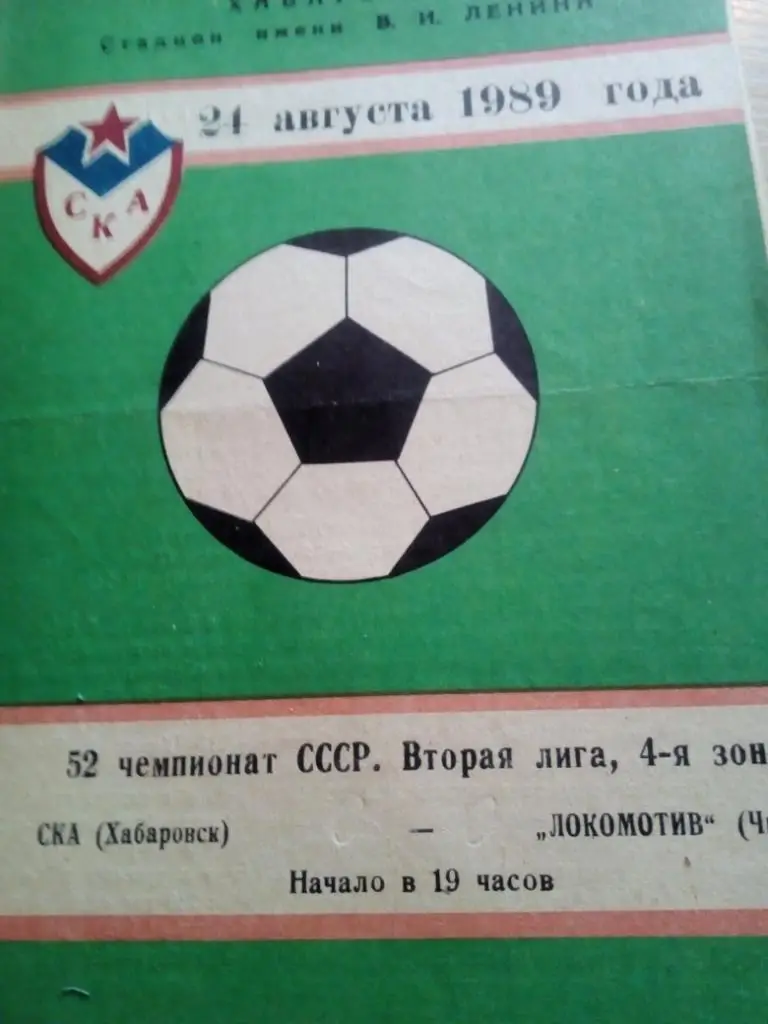 Стадион имени В. И. ЛЕНИНА
24 августа 1989 года
СКА
52 чемпионат СССР. Вторая лига, 4-я зон
СКА (Хабаровск) — „ЛОКОМОТИВ“ (Чи
Начало в 19 часов